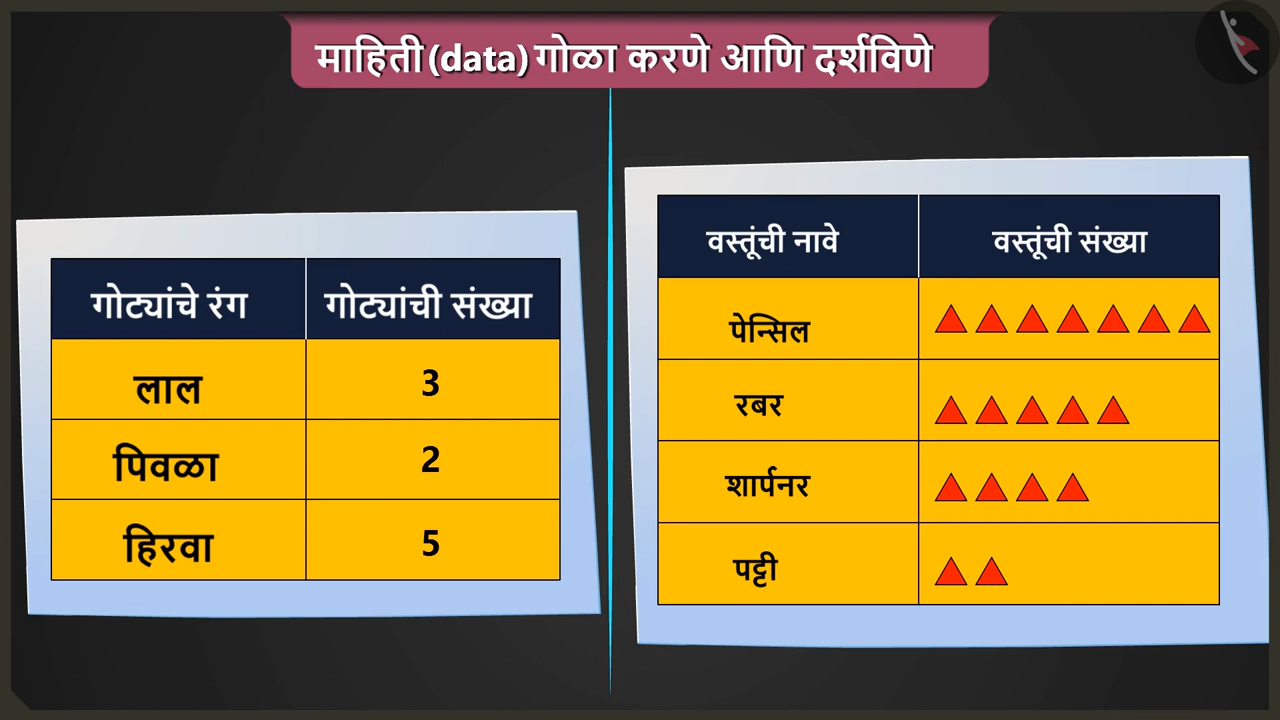 माहिती (data) गोळा करणे आणि दर्शविणे
गोट्यांचे रंग गोट्यांची संख्या
लाल 3
पिवळा 2
हिरवा 5
वस्तूंची नावे वस्तूंची संख्या
पेन्सिल
रबर
शार्पनर
पट्टी